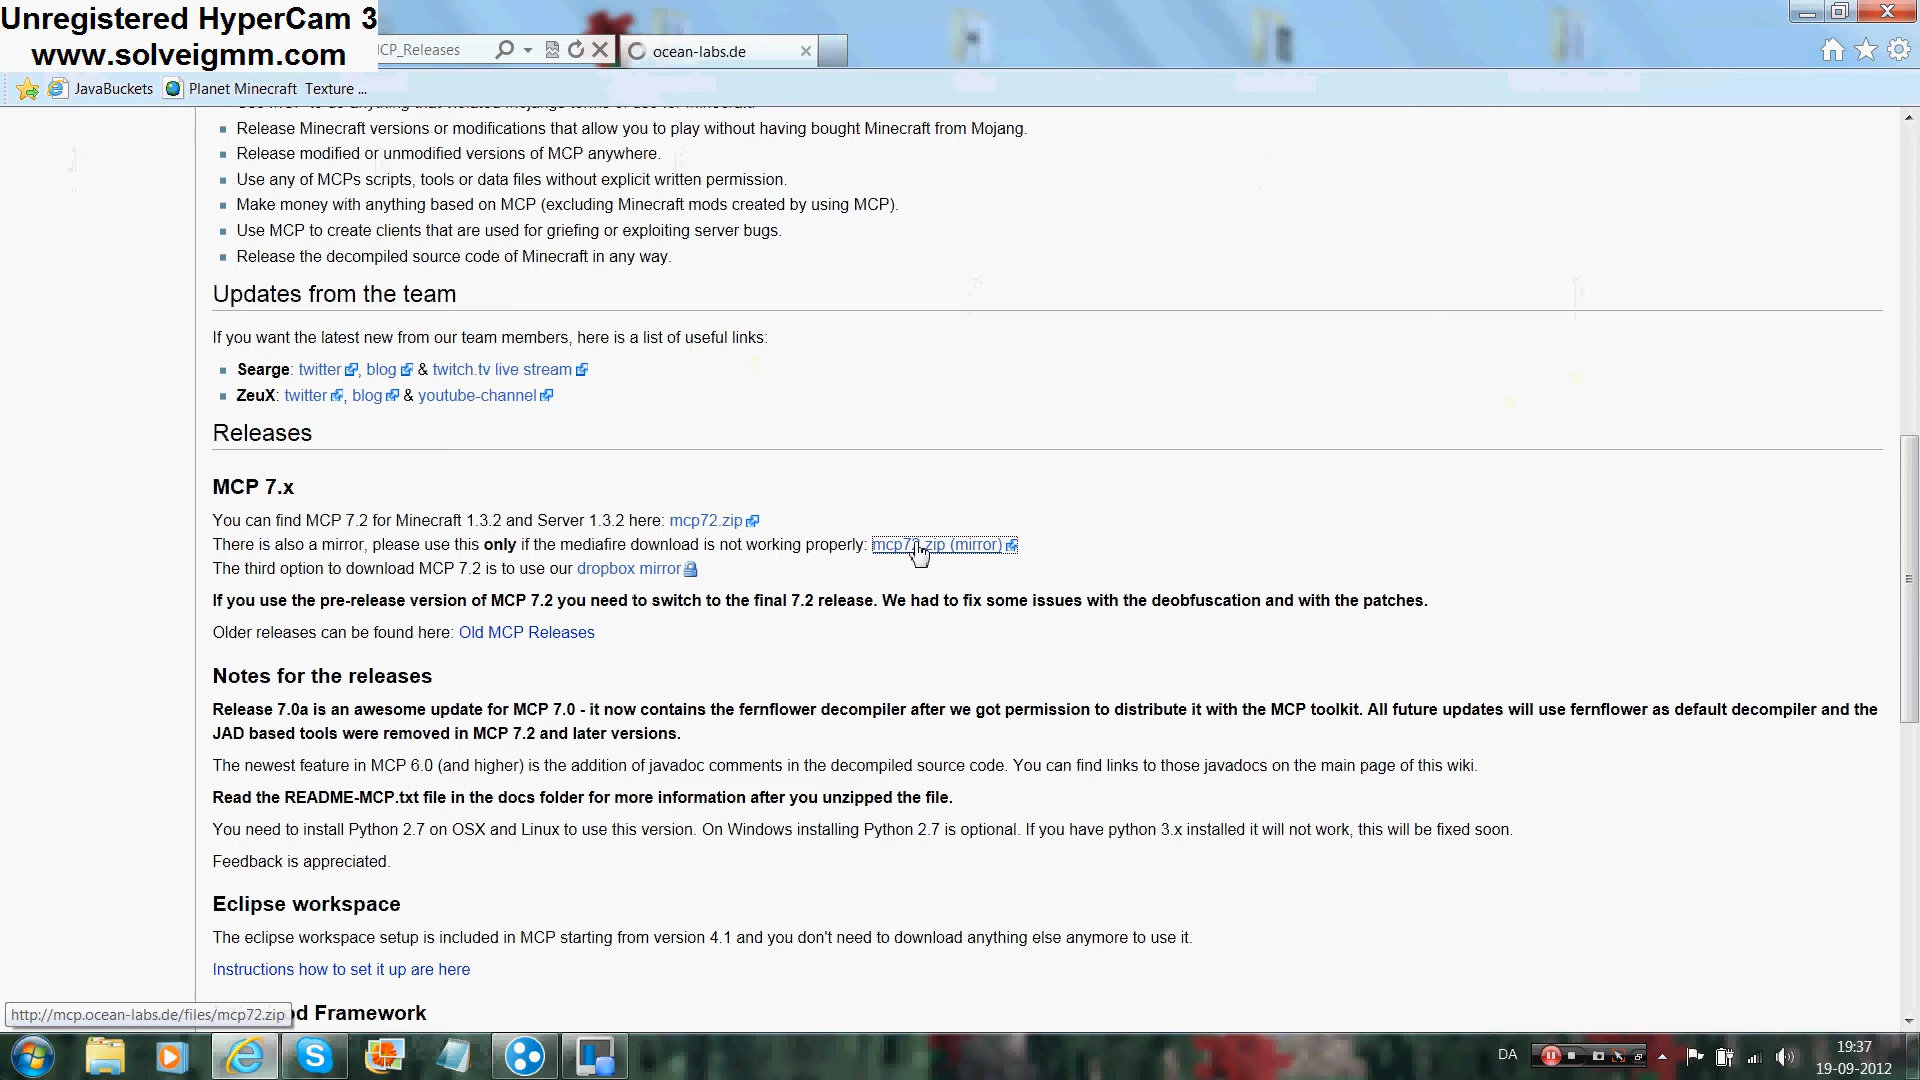 Unregistered HyperCam 3
www.solveigmm.com
CP_Releases
ocean-labs.de
JavaBuckets
Planet Minecraft Texture ...
Release Minecraft versions or modifications that allow you to play without having bought Minecraft from Mojang.
Release modified or unmodified versions of MCP anywhere.
Use any of MCPs scripts, tools or data files without explicit written permission.
Make money with anything based on MCP (excluding Minecraft mods created by using MCP).
Use MCP to create clients that are used for griefing or exploiting server bugs.
Release the decompiled source code of Minecraft in any way.
Updates from the team
If you want the latest new from our team members, here is a list of useful links:
Searge: twitter, blog & twitch.tv live stream
ZeuX: twitter, blog & youtube-channel
Releases
MCP 7.x
You can find MCP 7.2 for Minecraft 1.3.2 and Server 1.3.2 here: mcp72.zip
There is also a mirror, please use this only if the mediafire download is not working properly: mcp72.zip (mirror)
The third option to download MCP 7.2 is to use our dropbox mirror
If you use the pre-release version of MCP 7.2 you need to switch to the final 7.2 release. We had to fix some issues with the deobfuscation and with the patches.
Older releases can be found here: Old MCP Releases
Notes for the releases
Release 7.0a is an awesome update for MCP 7.0 - it now contains the fernflower decompiler after we got permission to distribute it with the MCP toolkit. All future updates will use fernflower as default decompiler and the
JAD based tools were removed in MCP 7.2 and later versions.
The newest feature in MCP 6.0 (and higher) is the addition of javadoc comments in the decompiled source code. You can find links to those javadocs on the main page of this wiki.
Read the README-MCP.txt file in the docs folder for more information after you unzipped the file.
You need to install Python 2.7 on OSX and Linux to use this version. On Windows installing Python 2.7 is optional. If you have python 3.x installed it will not work, this will be fixed soon.
Feedback is appreciated.
Eclipse workspace
The eclipse workspace setup is included in MCP starting from version 4.1 and you don't need to download anything else anymore to use it.
Instructions how to set it up are here
Framework
http://mcp.ocean-labs.de/files/mcp72.zip
DA
19:37
19-09-2012